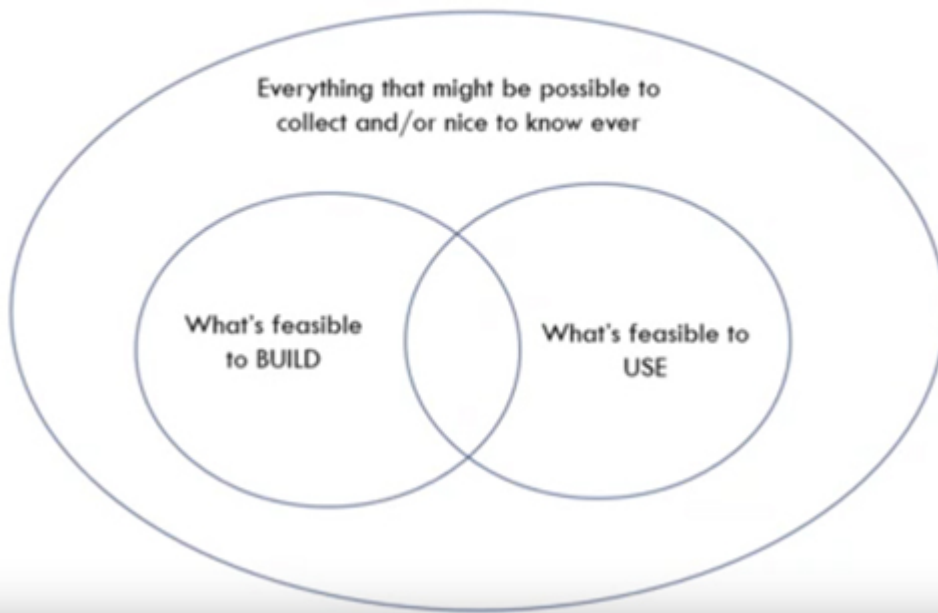 Everything that might be possible to
collect and/or nice to know ever
What's feasible
to BUILD
What's feasible to
USE